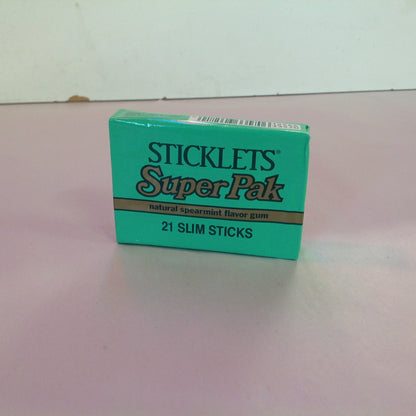 STICKLETS®
Super Pak
natural spearmint flavor gum
21 SLIM STICKS